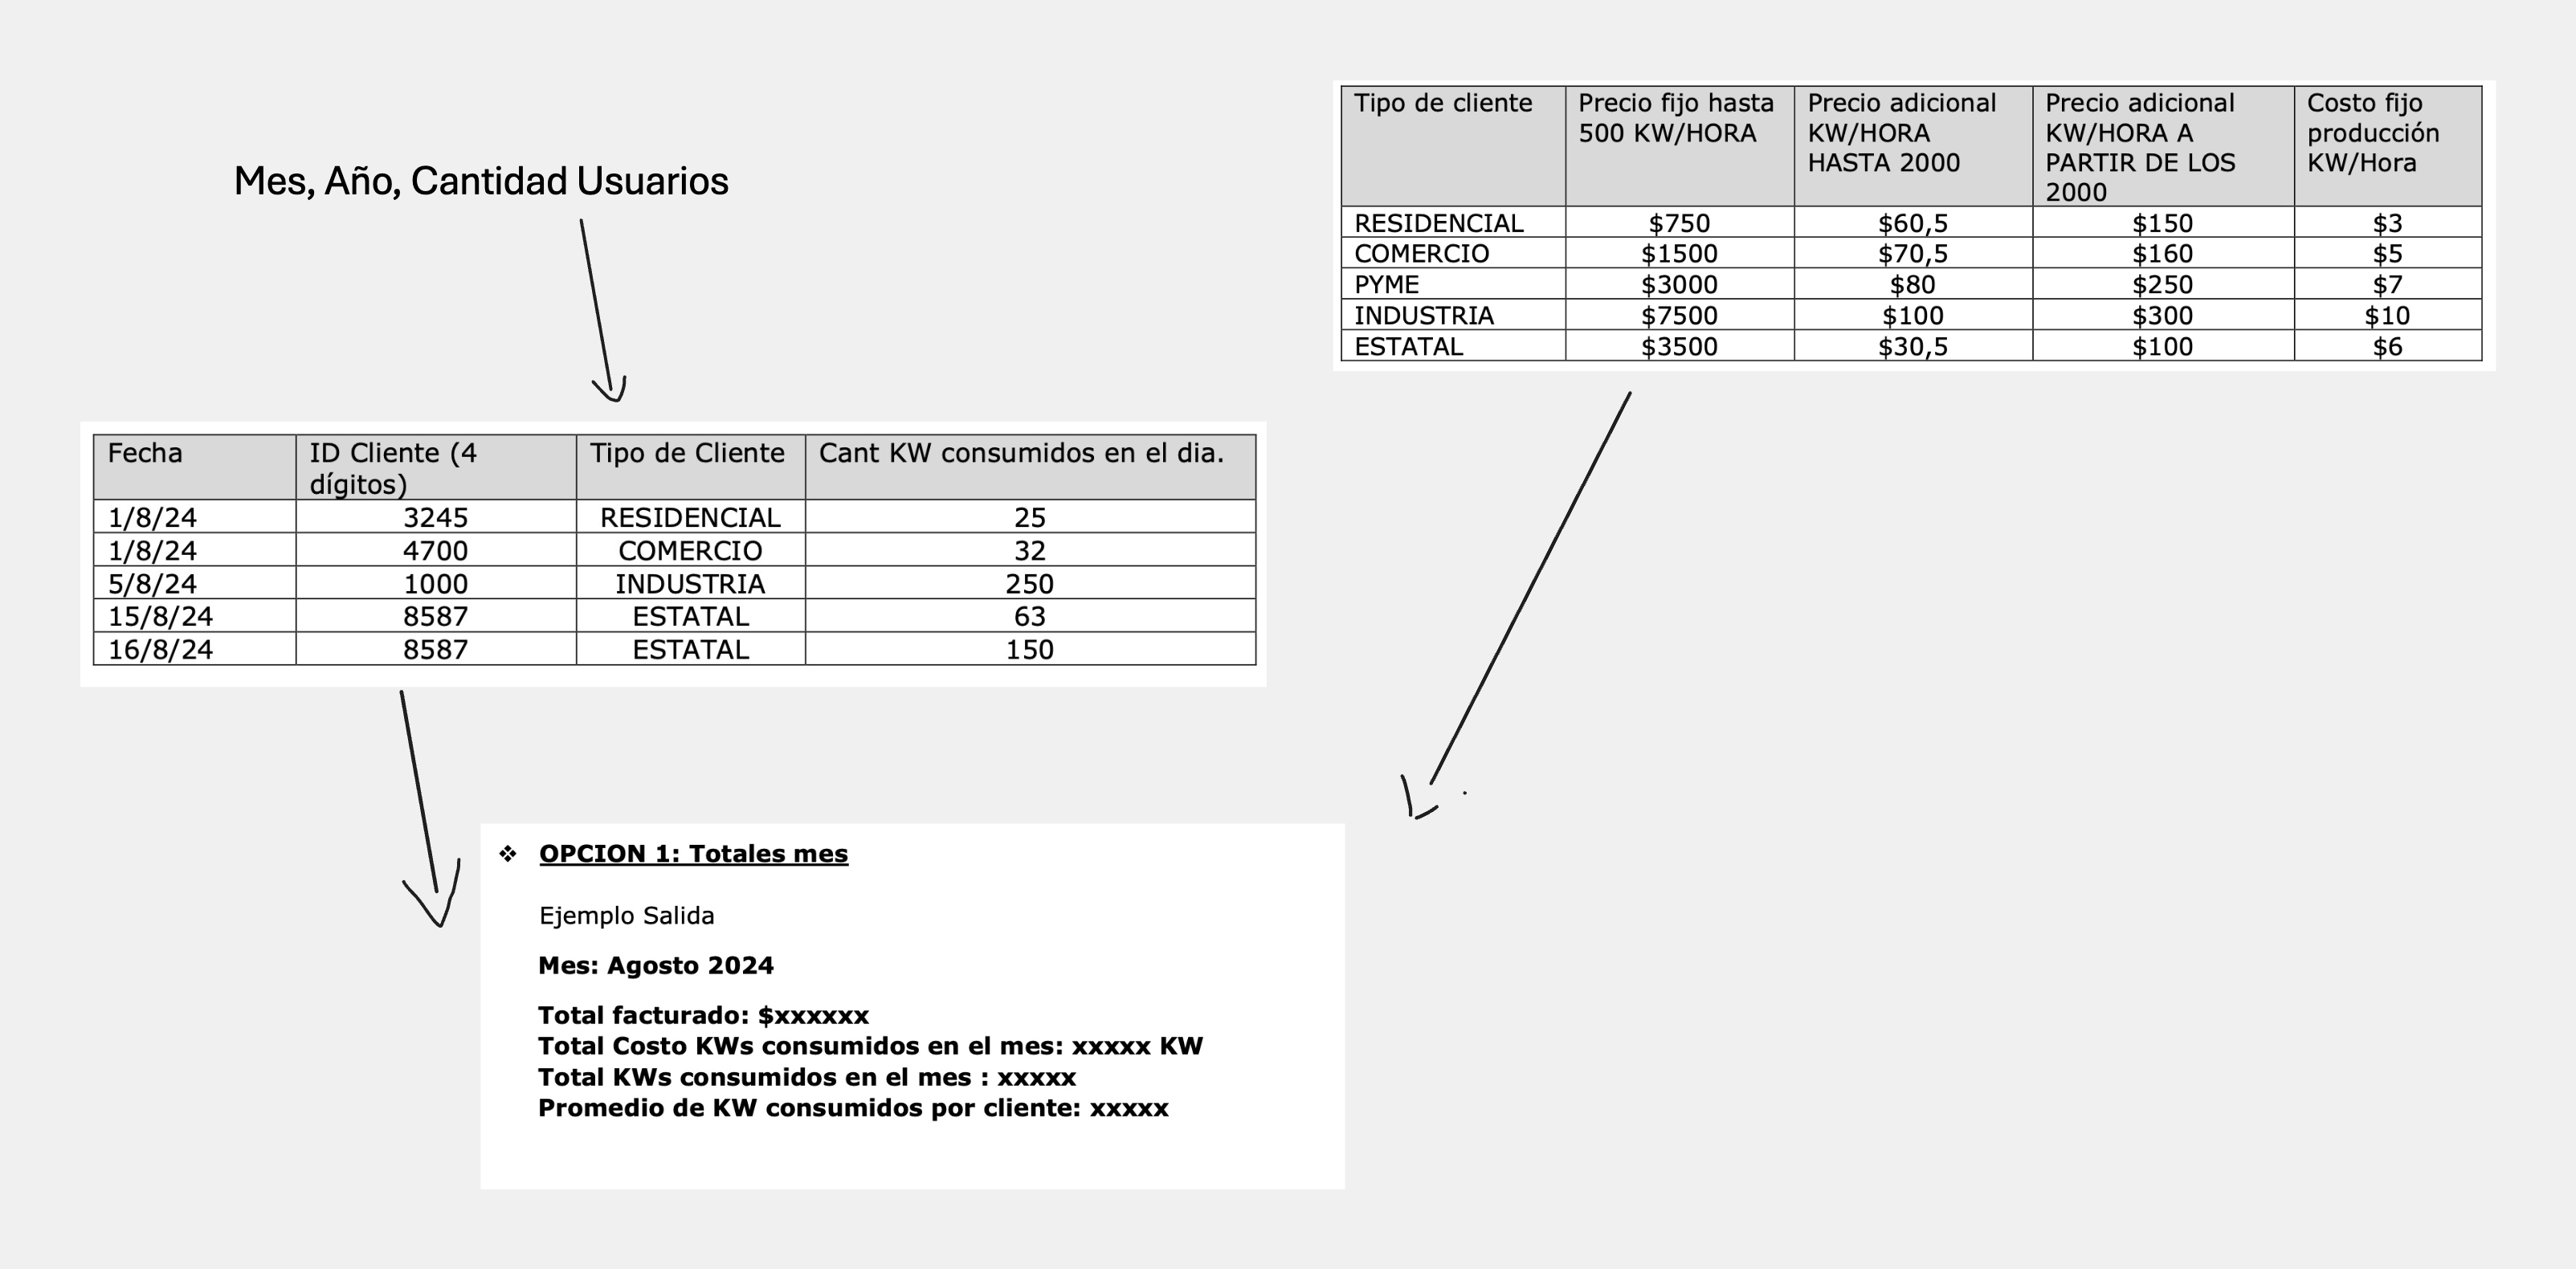 Mes, Año, Cantidad Usuarios
Fecha ID Cliente (4 dígitos) Tipo de Cliente Cant KW consumidos en el dia.
1/8/24 3245 RESIDENCIAL 25
1/8/24 4700 COMERCIO 32
5/8/24 1000 INDUSTRIA 250
15/8/24 8587 ESTATAL 63
16/8/24 8587 ESTATAL 150
Tipo de cliente Precio fijo hasta 500 KW/HORA Precio adicional KW/HORA HASTA 2000 Precio adicional KW/HORA A PARTIR DE LOS 2000 Costo fijo producción KW/Hora
RESIDENCIAL $750 $60,5 $150 $3
COMERCIO $1500 $70,5 $160 $5
PYME $3000 $80 $250 $7
INDUSTRIA $7500 $100 $300 $10
ESTATAL $3500 $30,5 $100 $6
❖ OPCION 1: Totales mes
Ejemplo Salida
Mes: Agosto 2024
Total facturado: $xxxxxx
Total Costo KWs consumidos en el mes: xxxxx KW
Total KWs consumidos en el mes : xxxxx
Promedio de KW consumidos por cliente: xxxxx